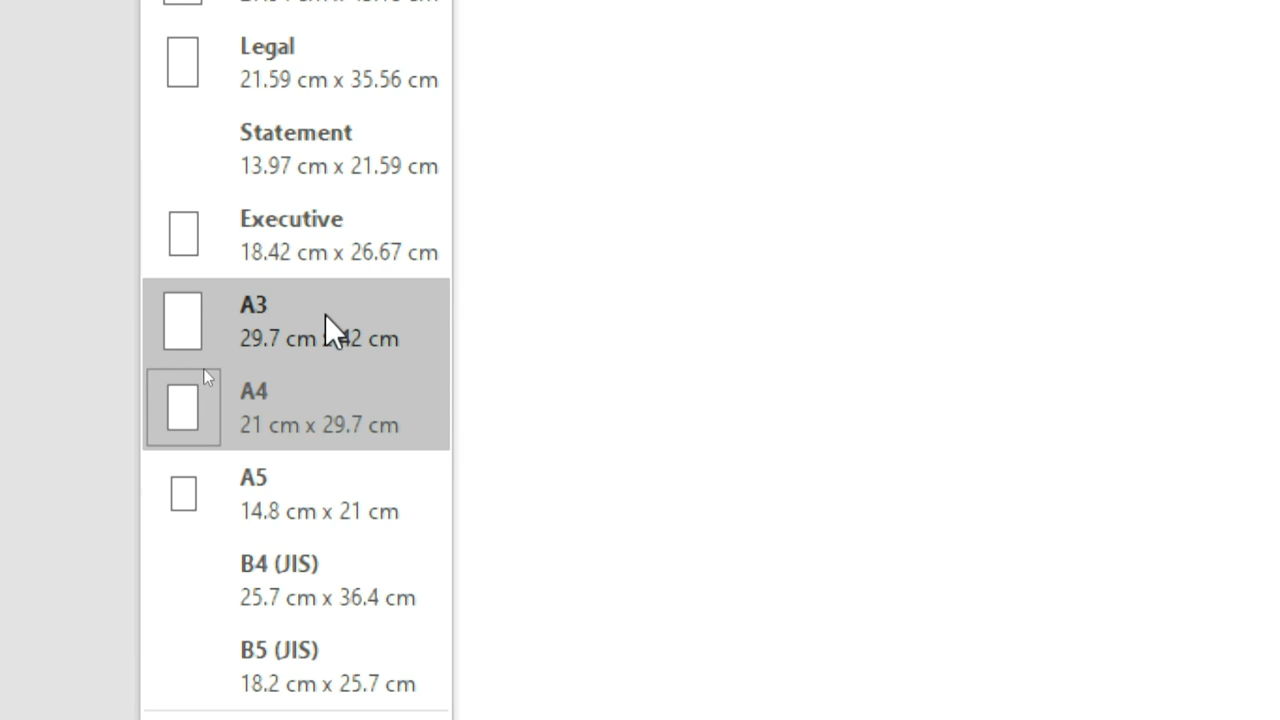 Legal
21.59 cm x 35.56 cm
Statement
13.97 cm x 21.59 cm
Executive
18.42 cm x 26.67 cm
A3
29.7 cm x 42 cm
A4
21 cm x 29.7 cm
A5
14.8 cm x 21 cm
B4 (JIS)
25.7 cm x 36.4 cm
B5 (JIS)
18.2 cm x 25.7 cm